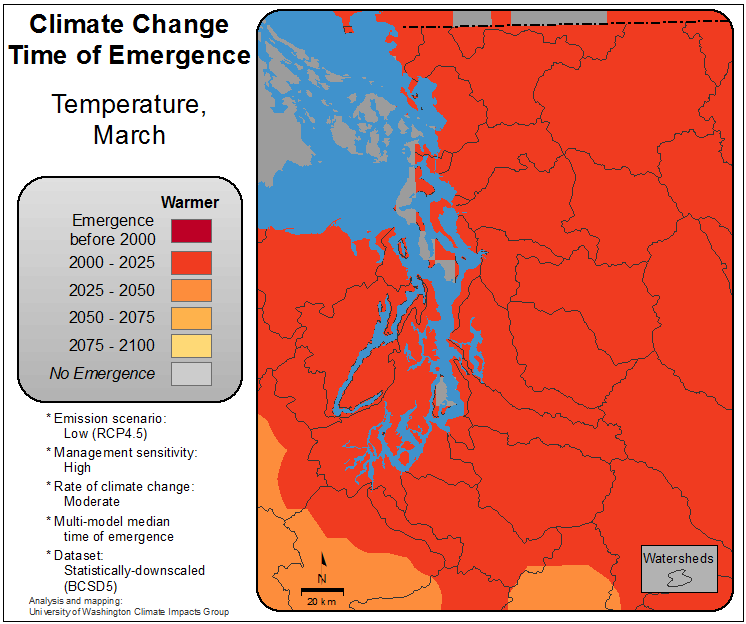 Climate Change
Time of Emergence
Temperature,
March
Warmer
Emergence
before 2000
2000 - 2025
2025 - 2050
2050 - 2075
2075 - 2100
No Emergence
* Emission scenario:
Low (RCP4.5)
* Management sensitivity:
High
* Rate of climate change:
Moderate
* Multi-model median
time of emergence
* Dataset:
Statistically-downscaled
(BCSD5)
Analysis and mapping:
University of Washington Climate Impacts Group
N
20 km
Watersheds